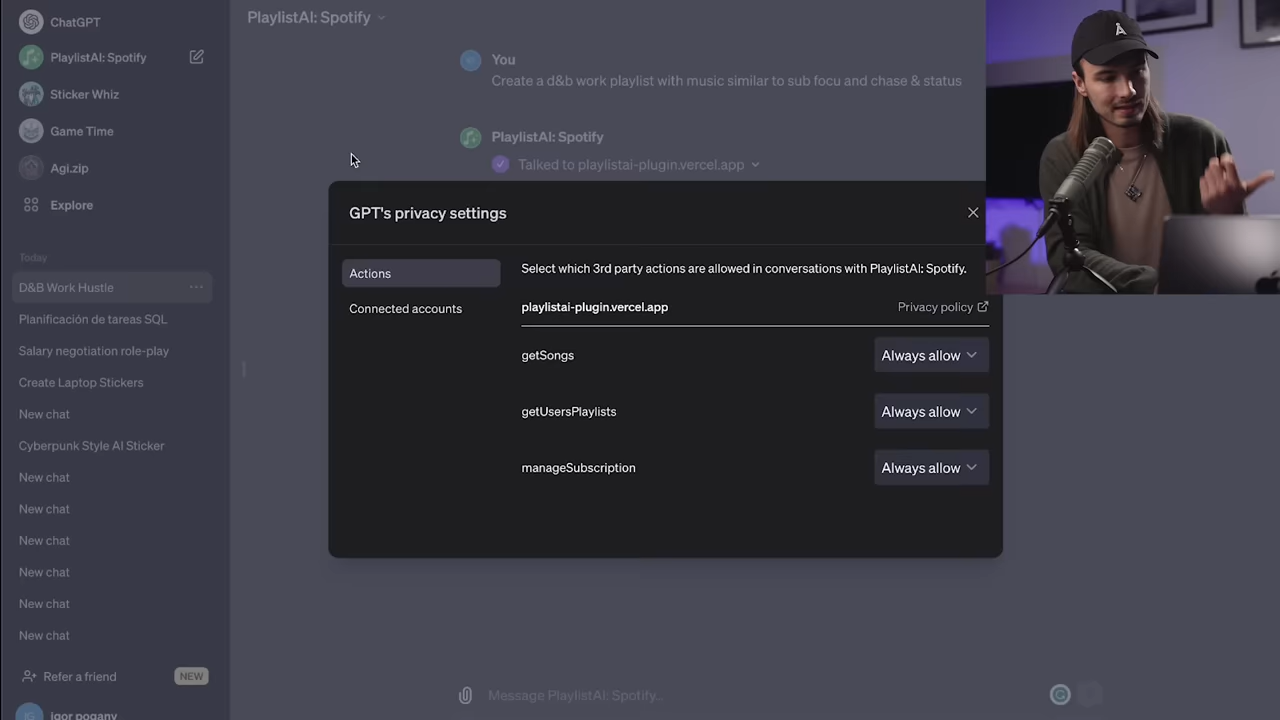 ChatGPT
PlaylistAI: Spotify
Sticker Whiz
Game Time
Agi.zip
Explore
Today
D&B Work Hustle
Planificación de tareas SQL
Salary negotiation role-play
Create Laptop Stickers
New chat
Cyberpunk Style AI Sticker
New chat
New chat
New chat
New chat
New chat
New chat
Refer a friend NEW
igor pogany
PlaylistAI: Spotify
You
Create a d&b work playlist with music similar to sub focu and chase & status
PlaylistAI: Spotify
Talked to playlistai-plugin.vercel.app
GPT's privacy settings
Actions
Connected accounts
Select which 3rd party actions are allowed in conversations with PlaylistAI: Spotify.
playlistai-plugin.vercel.app Privacy policy
getSongs Always allow
getUsersPlaylists Always allow
manageSubscription Always allow
Message PlaylistAI: Spotify...